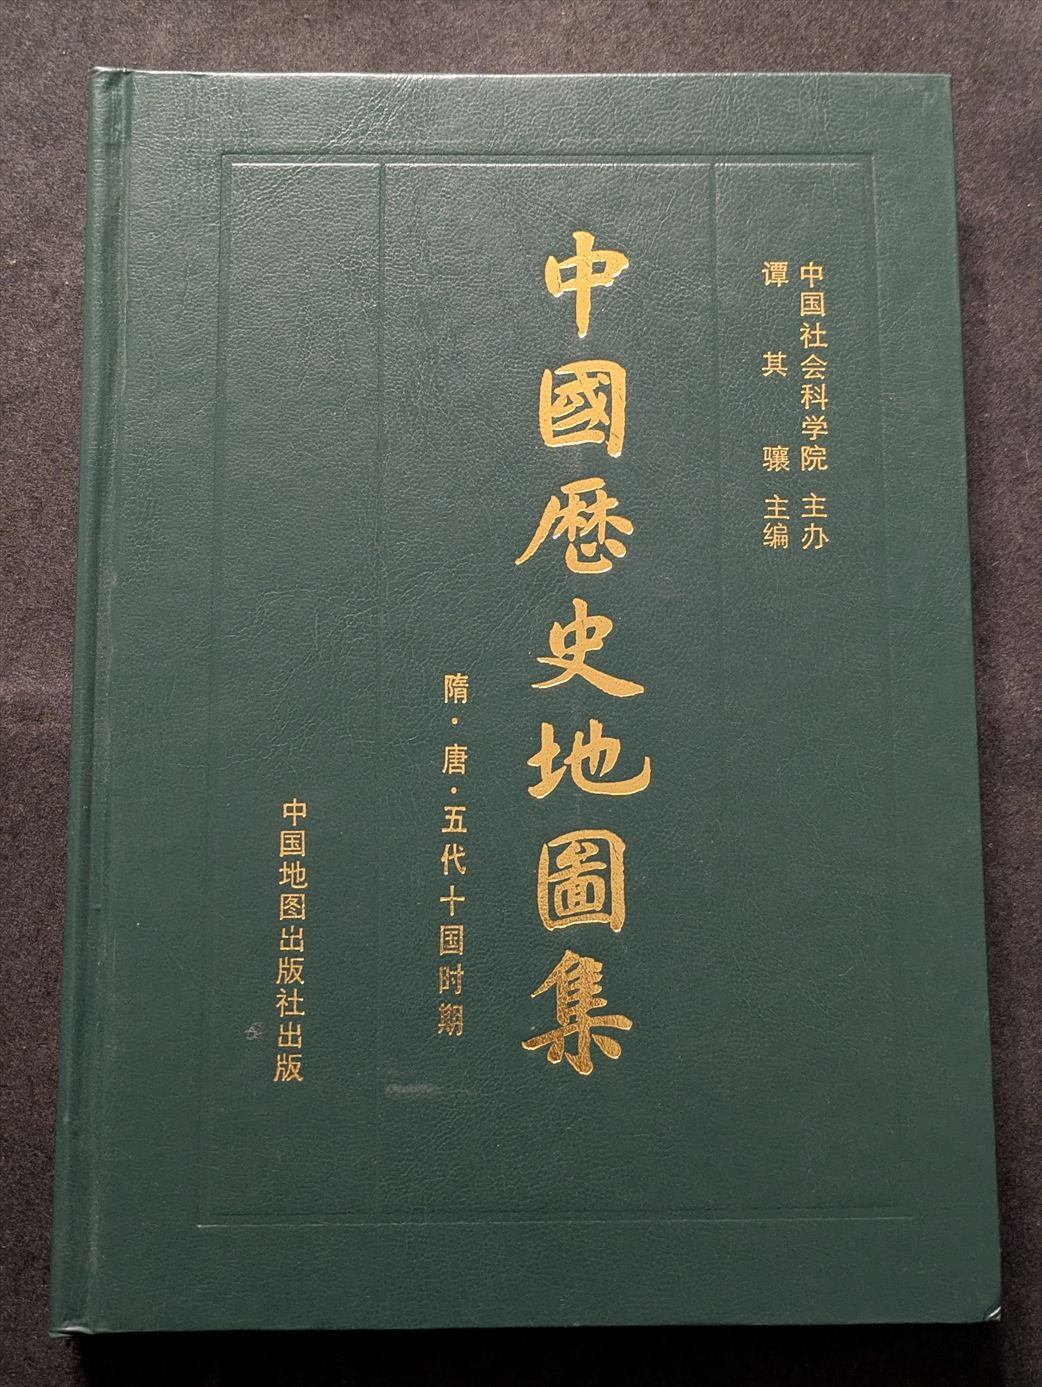 中国社会科学院 主办
谭其骧 主编
中國歷史地圖集
隋·唐·五代十国时期
中国地图出版社出版